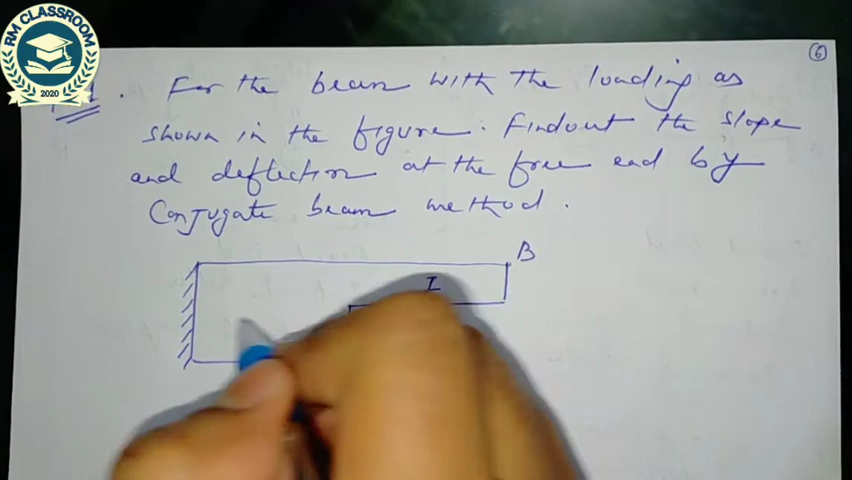 RM CLASSROOM
2020
6
For the beam with the loading as
shown in the figure. Findout the slope
and deflection at the free end by
Conjugate beam method.
B
I